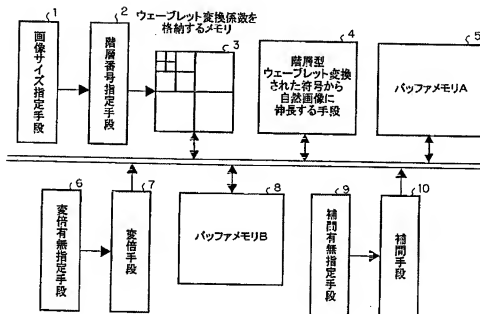 1
画像サイズ指定手段
2
階層番号指定手段
ウェーブレット変換係数を
格納するメモリ
3
4
階層型
ウェーブレット変換
された符号から
自然画像に
伸長する手段
5
バッファメモリA
6
変倍有無指定手段
7
変倍手段
8
バッファメモリB
9
補間有無指定手段
10
補間手段